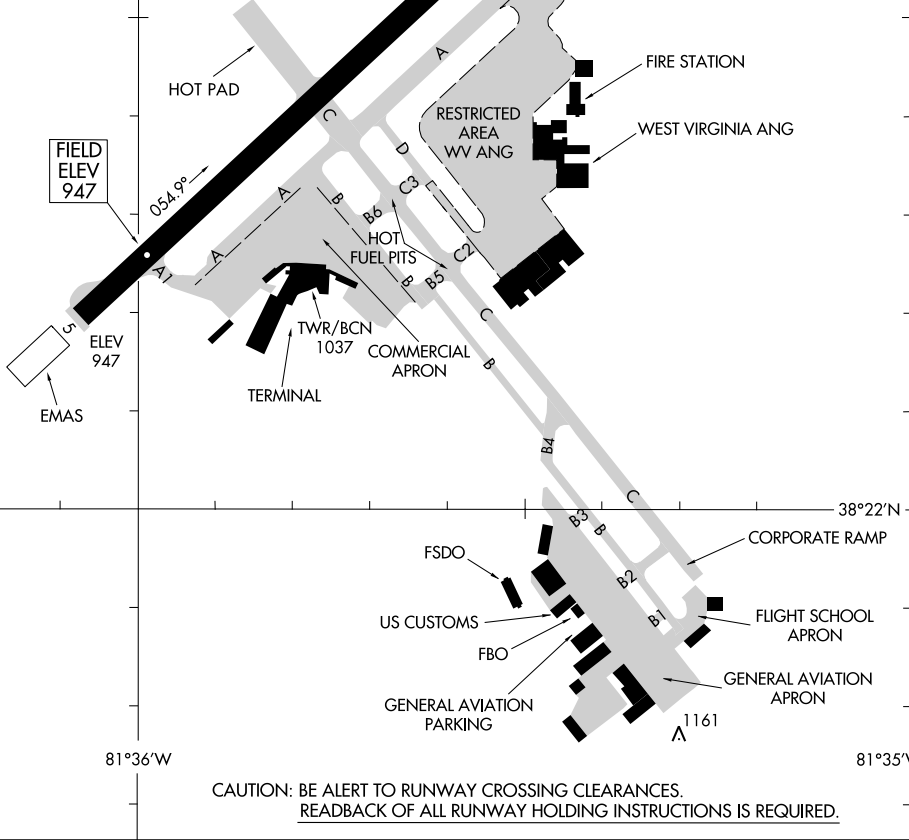 HOT PAD
A
FIRE STATION
C
RESTRICTED
AREA
WV ANG
WEST VIRGINIA ANG
D
FIELD
ELEV
947
054.9°
A
B
B6
C3
A
HOT
FUEL PITS
C2
A1
B
B5
5
ELEV
947
TWR/BCN
1037
C
COMMERCIAL
APRON
B
TERMINAL
EMAS
B4
C
38°22'N
B3
B
CORPORATE RAMP
FSDO
B2
US CUSTOMS
B1
FLIGHT SCHOOL
APRON
FBO
GENERAL AVIATION
APRON
GENERAL AVIATION
PARKING
1161
81°36'W
81°35'W
CAUTION: BE ALERT TO RUNWAY CROSSING CLEARANCES.
READBACK OF ALL RUNWAY HOLDING INSTRUCTIONS IS REQUIRED.